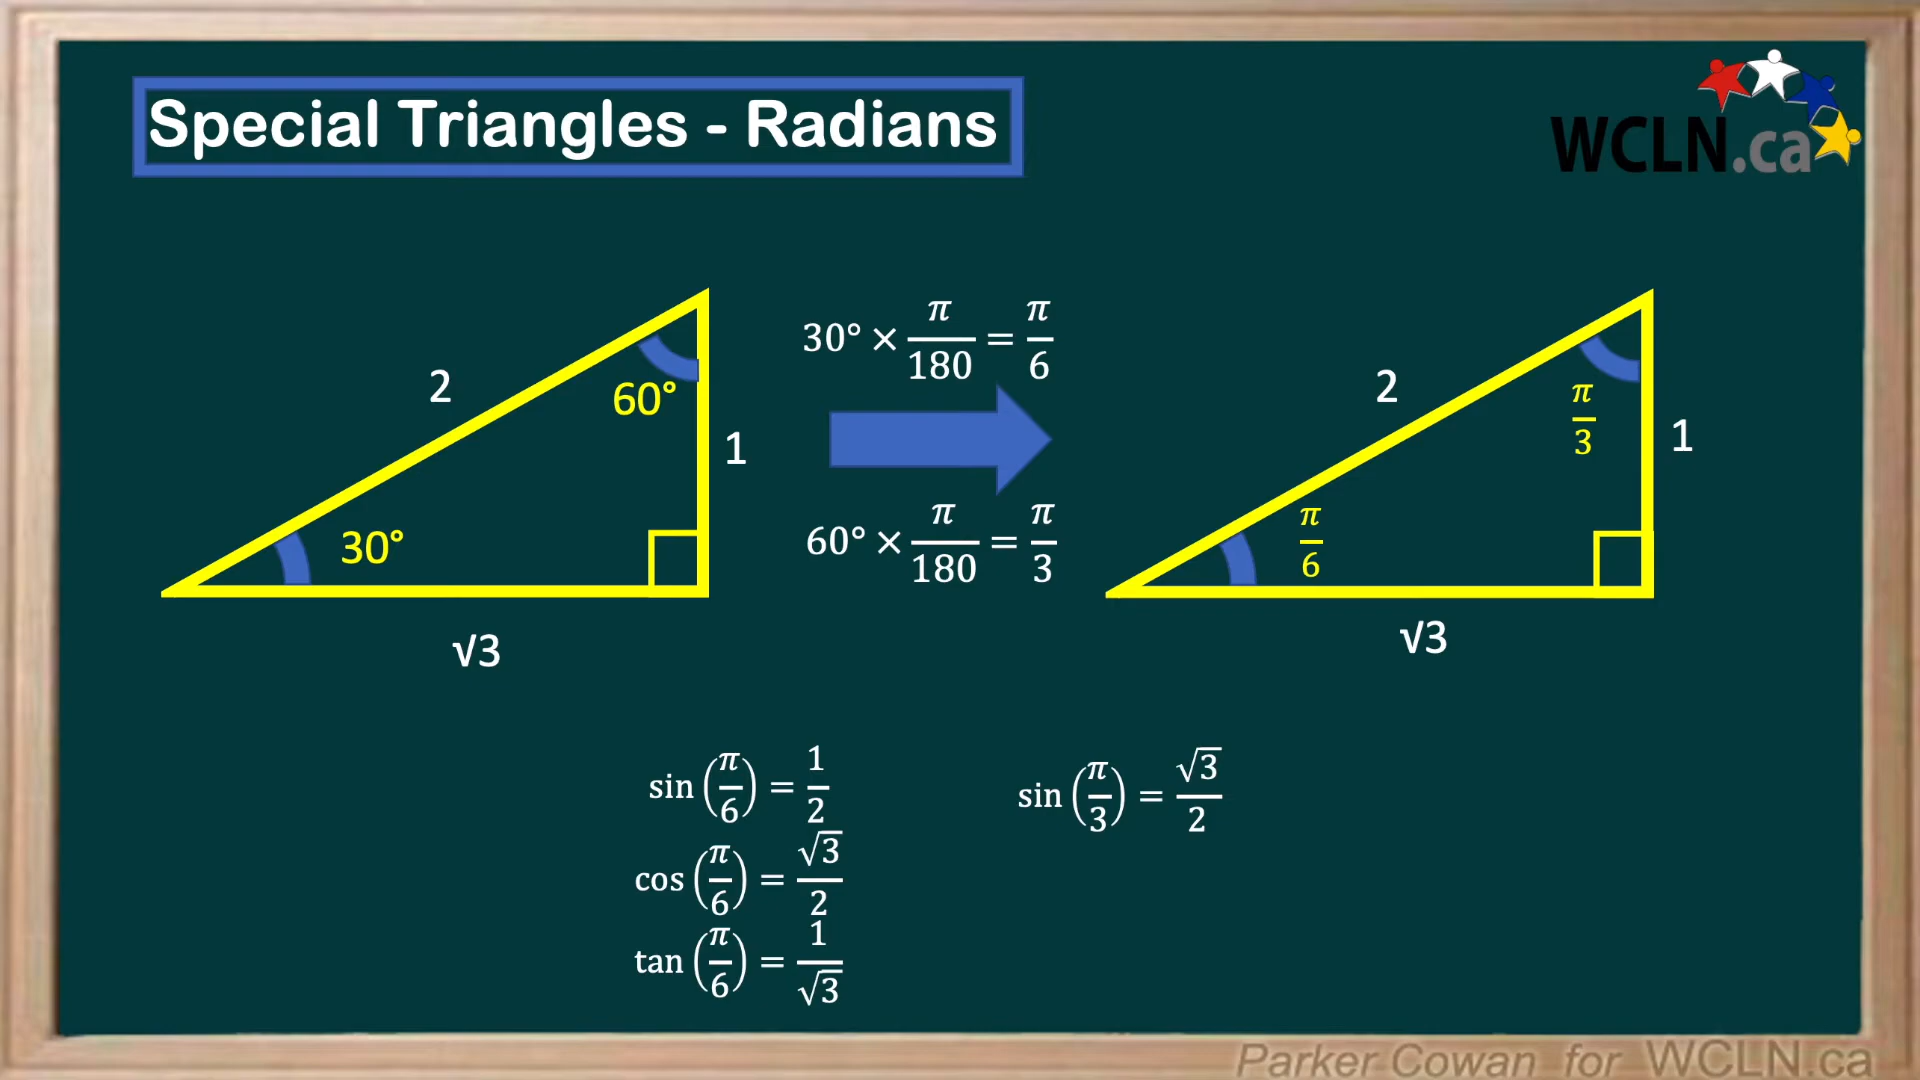 Special Triangles - Radians
WCLN.ca
30° × π/180 = π/6
2
60°
1
30°
√3
60° × π/180 = π/3
2
π/3
1
π/6
√3
sin(π/6) = 1/2
cos(π/6) = √3/2
tan(π/6) = 1/√3
sin(π/3) = √3/2
Parker Cowan for WCLN.ca